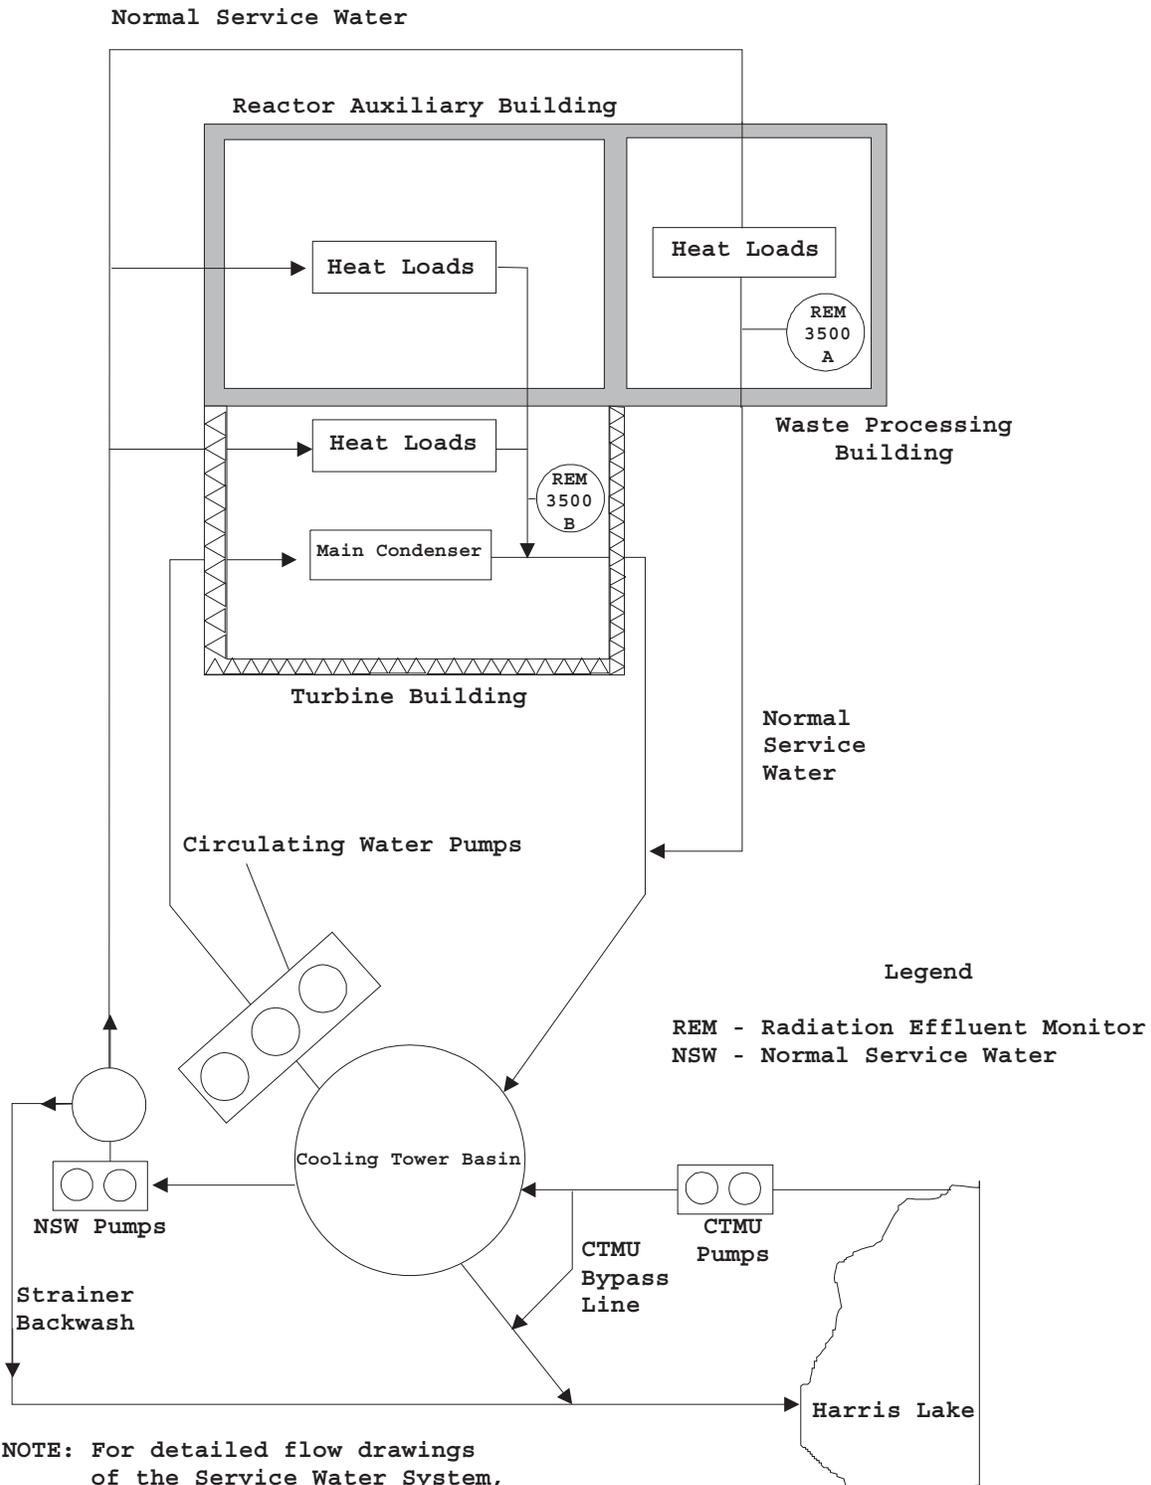 Normal Service Water
Reactor Auxiliary Building
Heat Loads
Heat Loads
REM
3500
A
Waste Processing
Building
Heat Loads
REM
3500
B
Main Condenser
Turbine Building
Normal
Service
Water
Circulating Water Pumps
Legend
REM - Radiation Effluent Monitor
NSW - Normal Service Water
Cooling Tower Basin
NSW Pumps
CTMU
Pumps
CTMU
Bypass
Line
Strainer
Backwash
Harris Lake
NOTE: For detailed flow drawings
of the Service Water System,